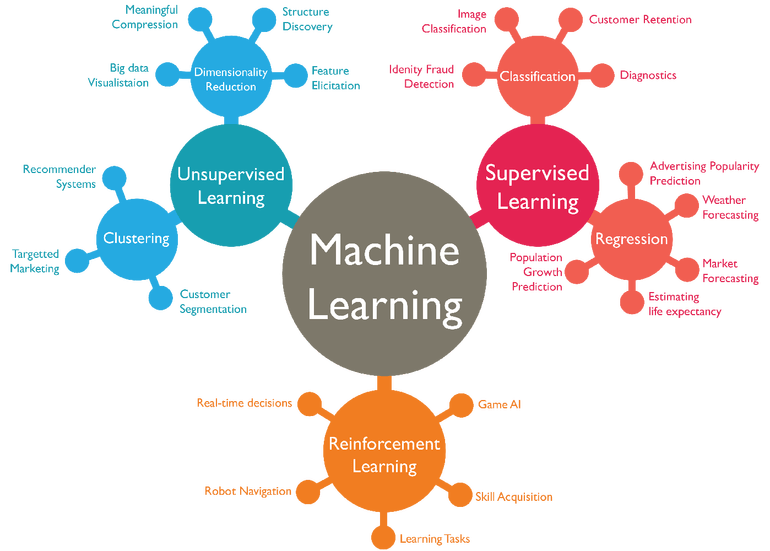 Meaningful
Compression
Structure
Discovery
Big data
Visualistaion
Dimensionality
Reduction
Feature
Elicitation
Image
Classification
Customer Retention
Idenity Fraud
Detection
Classification
Diagnostics
Unsupervised
Learning
Supervised
Learning
Recommender
Systems
Clustering
Targetted
Marketing
Customer
Segmentation
Machine
Learning
Advertising Popularity
Prediction
Weather
Forecasting
Regression
Population
Growth
Prediction
Market
Forecasting
Estimating
life expectancy
Real-time decisions
Game AI
Reinforcement
Learning
Robot Navigation
Skill Acquisition
Learning Tasks